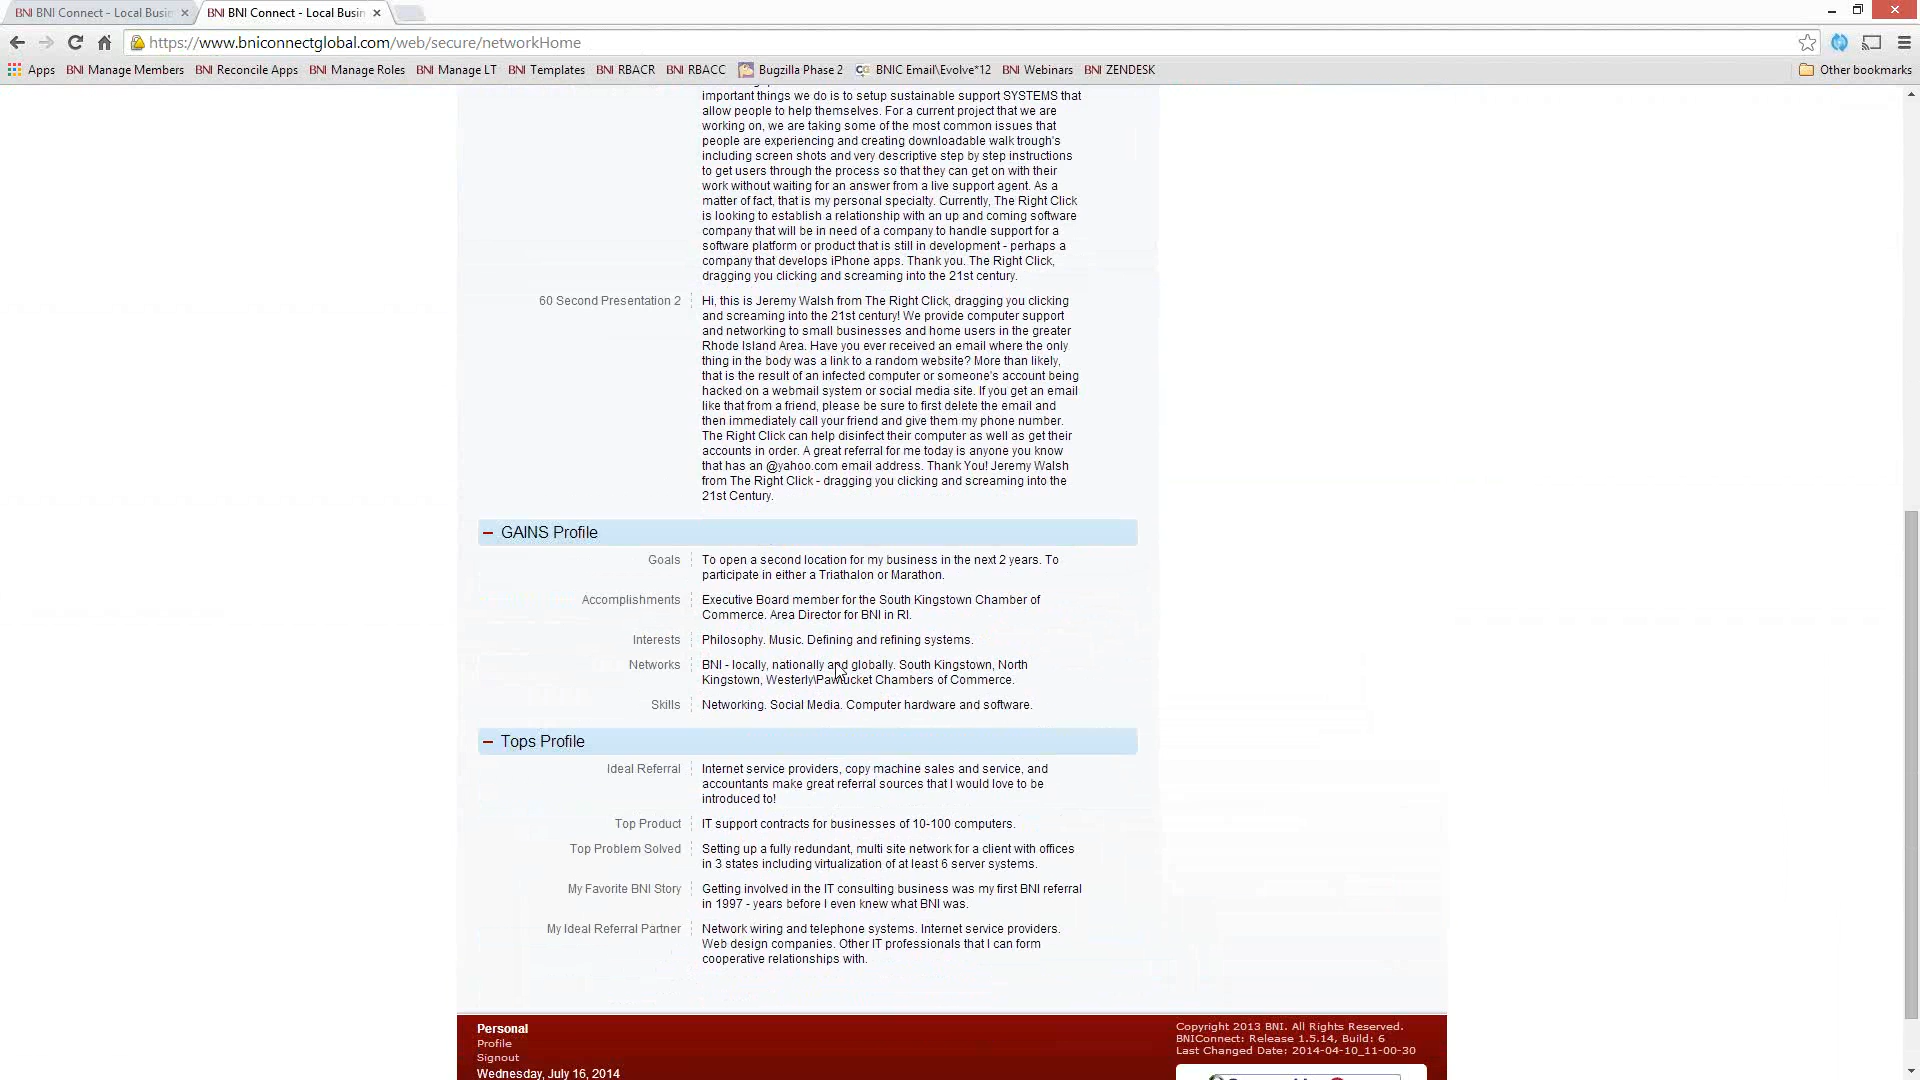 BNI BNI Connect - Local Busin
BNI BNI Connect - Local Busin
https://www.bniconnectglobal.com/web/secure/networkHome
Apps BNI Manage Members BNI Reconcile Apps BNI Manage Roles BNI Manage LT BNI Templates BNI RBACR BNI RBACC Bugzilla Phase 2 BNIC Email\Evolve*12 BNI Webinars BNI ZENDESK Other bookmarks
important things we do is to setup sustainable support SYSTEMS that
allow people to help themselves. For a current project that we are
working on, we are taking some of the most common issues that
people are experiencing and creating downloadable walk trough's
including screen shots and very descriptive step by step instructions
to get users through the process so that they can get on with their
work without waiting for an answer from a live support agent. As a
matter of fact, that is my personal specialty. Currently, The Right Click
is looking to establish a relationship with an up and coming software
company that will be in need of a company to handle support for a
software platform or product that is still in development - perhaps a
company that develops iPhone apps. Thank you. The Right Click,
dragging you clicking and screaming into the 21st century.
60 Second Presentation 2
Hi, this is Jeremy Walsh from The Right Click, dragging you clicking
and screaming into the 21st century! We provide computer support
and networking to small businesses and home users in the greater
Rhode Island Area. Have you ever received an email where the only
thing in the body was a link to a random website? More than likely,
that is the result of an infected computer or someone's account being
hacked on a webmail system or social media site. If you get an email
like that from a friend, please be sure to first delete the email and
then immediately call your friend and give them my phone number.
The Right Click can help disinfect their computer as well as get their
accounts in order. A great referral for me today is anyone you know
that has an @yahoo.com email address. Thank You! Jeremy Walsh
from The Right Click - dragging you clicking and screaming into the
21st Century.
GAINS Profile
Goals
To open a second location for my business in the next 2 years. To
participate in either a Triathalon or Marathon.
Accomplishments
Executive Board member for the South Kingstown Chamber of
Commerce. Area Director for BNI in RI.
Interests
Philosophy. Music. Defining and refining systems.
Networks
BNI - locally, nationally and globally. South Kingstown, North
Kingstown, Westerly\Pawtucket Chambers of Commerce.
Skills
Networking. Social Media. Computer hardware and software.
Tops Profile
Ideal Referral
Internet service providers, copy machine sales and service, and
accountants make great referral sources that I would love to be
introduced to!
Top Product
IT support contracts for businesses of 10-100 computers.
Top Problem Solved
Setting up a fully redundant, multi site network for a client with offices
in 3 states including virtualization of at least 6 server systems.
My Favorite BNI Story
Getting involved in the IT consulting business was my first BNI referral
in 1997 - years before I even knew what BNI was.
My Ideal Referral Partner
Network wiring and telephone systems. Internet service providers.
Web design companies. Other IT professionals that I can form
cooperative relationships with.
Personal
Profile
Signout
Wednesday, July 16, 2014
Copyright 2013 BNI. All Rights Reserved.
BNIConnect: Release 1.5.14, Build: 6
Last Changed Date: 2014-04-10_11-00-30